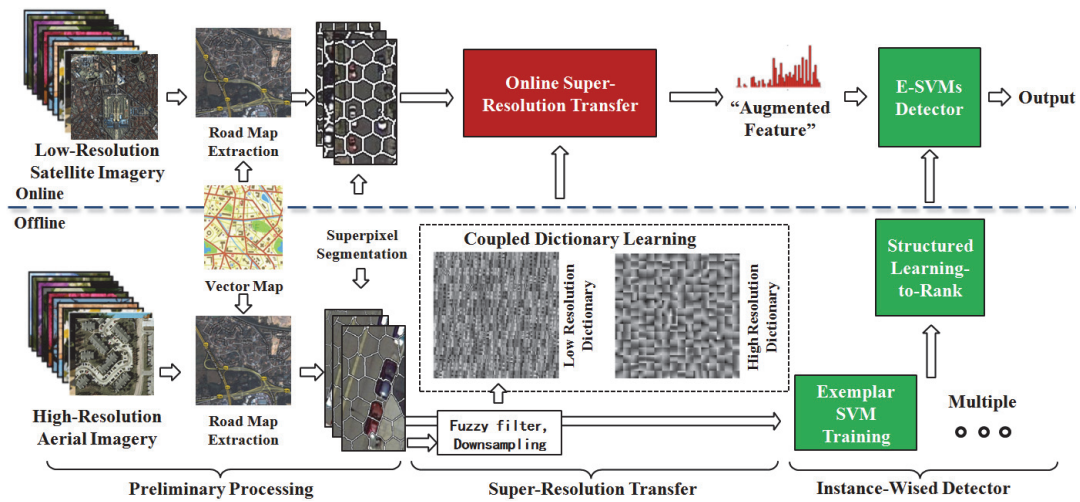 Low-Resolution
Satellite Imagery
Online
Road Map
Extraction
Online Super-
Resolution Transfer
“Augmented
Feature”
E-SVMs
Detector
Output
Offline
Vector Map
Superpixel
Segmentation
Coupled Dictionary Learning
Low Resolution
Dictionary
High Resolution
Dictionary
Structured
Learning-
to-Rank
High-Resolution
Aerial Imagery
Road Map
Extraction
Fuzzy filter,
Downsampling
Exemplar
SVM
Training
Multiple
Preliminary Processing
Super-Resolution Transfer
Instance-Wised Detector